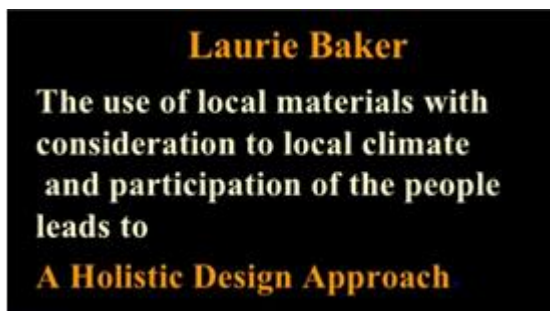 Laurie Baker
The use of local materials with
consideration to local climate
and participation of the people
leads to
A Holistic Design Approach